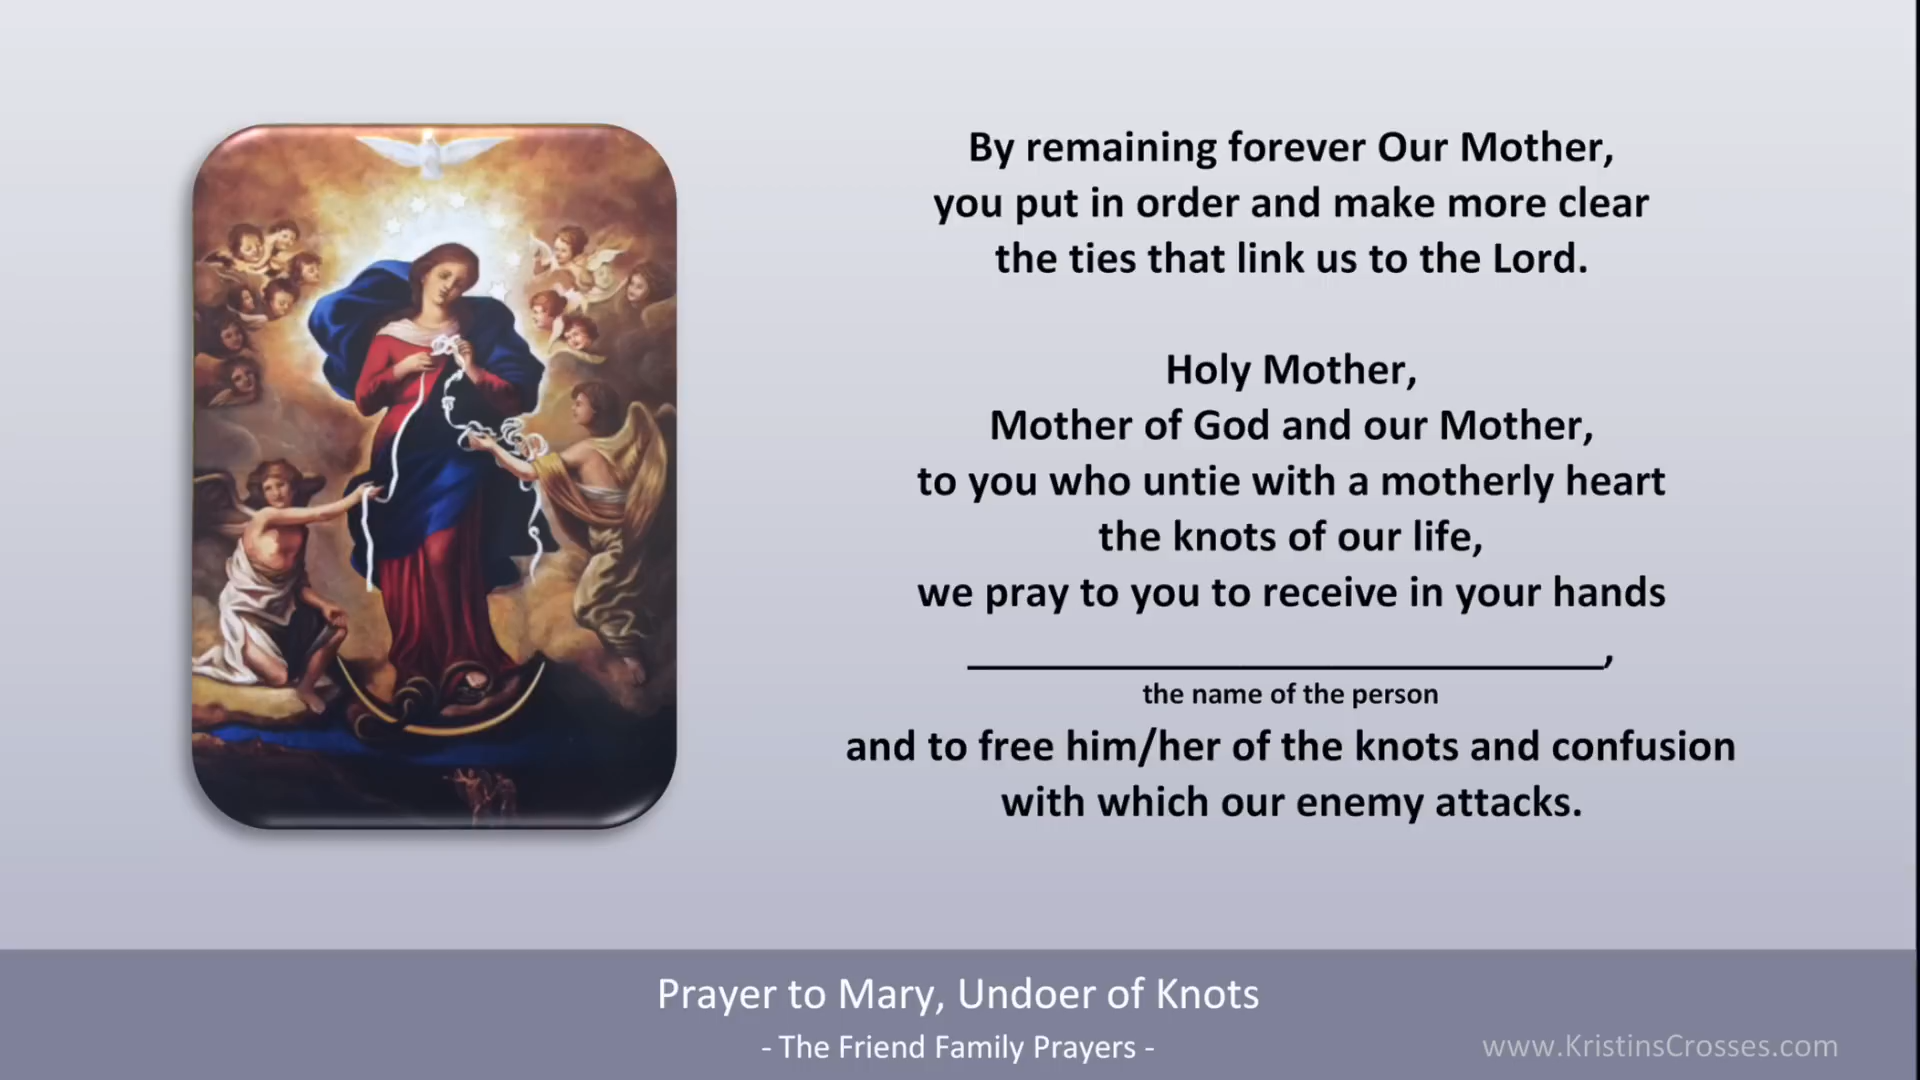 By remaining forever Our Mother,
you put in order and make more clear
the ties that link us to the Lord.
Holy Mother,
Mother of God and our Mother,
to you who untie with a motherly heart
the knots of our life,
we pray to you to receive in your hands
______________________________,
the name of the person
and to free him/her of the knots and confusion
with which our enemy attacks.
Prayer to Mary, Undoer of Knots
- The Friend Family Prayers -
www.KristinsCrosses.com